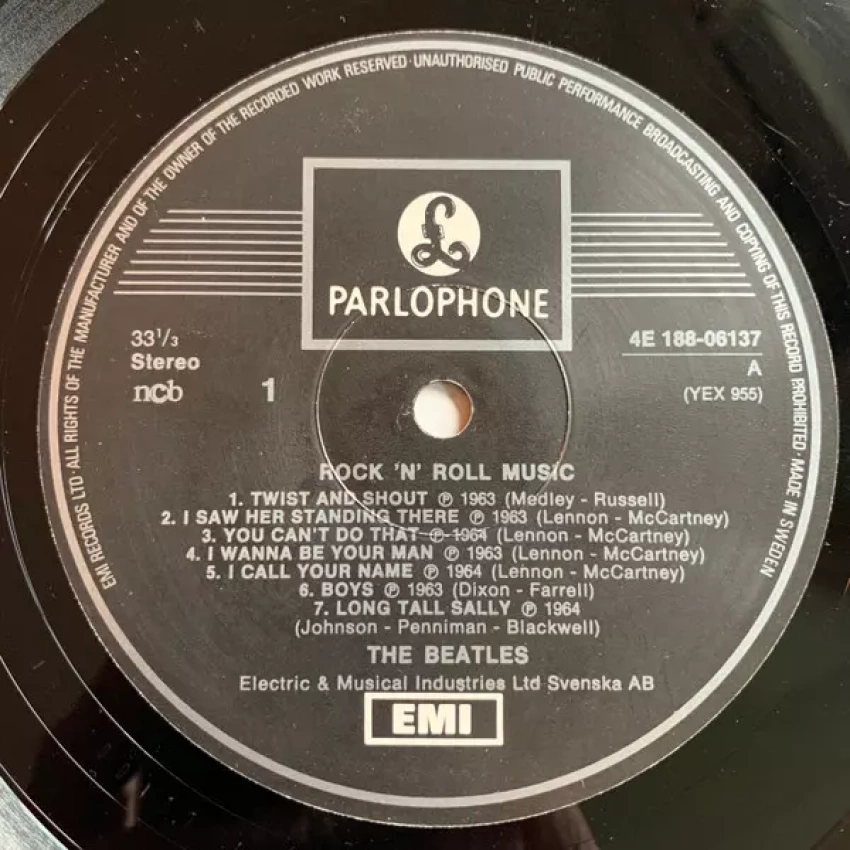 EMI RECORDS LTD · ALL RIGHTS OF THE MANUFACTURER AND OF THE OWNER OF THE RECORDED WORK RESERVED · UNAUTHORISED PUBLIC PERFORMANCE BROADCASTING AND COPYING OF THIS RECORD PROHIBITED · MADE IN SWEDEN
£
PARLOPHONE
33⅓
Stereo
ncb 1
4E 188-06137
A
(YEX 955)
ROCK 'N' ROLL MUSIC
1. TWIST AND SHOUT ℗ 1963 (Medley - Russell)
2. I SAW HER STANDING THERE ℗ 1963 (Lennon - McCartney)
3. YOU CAN'T DO THAT ℗ 1964 (Lennon - McCartney)
4. I WANNA BE YOUR MAN ℗ 1963 (Lennon - McCartney)
5. I CALL YOUR NAME ℗ 1964 (Lennon - McCartney)
6. BOYS ℗ 1963 (Dixon - Farrell)
7. LONG TALL SALLY ℗ 1964
(Johnson - Penniman - Blackwell)
THE BEATLES
Electric & Musical Industries Ltd Svenska AB
EMI